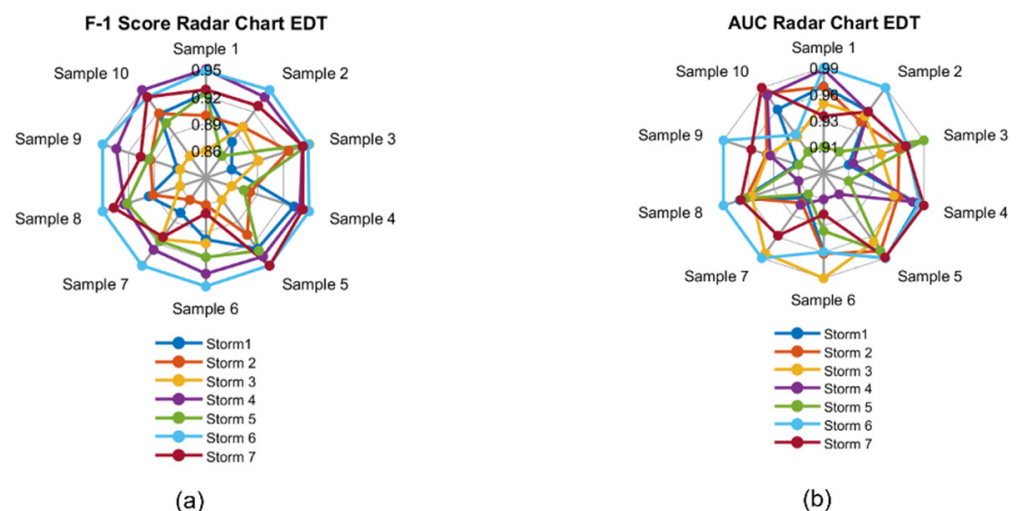 F-1 Score Radar Chart EDT
Sample 1
Sample 10
0.95
Sample 2
0.92
0.89
Sample 9
0.86
Sample 3
Sample 8
Sample 4
Sample 7
Sample 5
Sample 6
Storm1
Storm 2
Storm 3
Storm 4
Storm 5
Storm 6
Storm 7
(a)
AUC Radar Chart EDT
Sample 1
Sample 10
0.99
Sample 2
0.96
0.93
Sample 9
0.91
Sample 3
Sample 8
Sample 4
Sample 7
Sample 5
Sample 6
Storm1
Storm 2
Storm 3
Storm 4
Storm 5
Storm 6
Storm 7
(b)